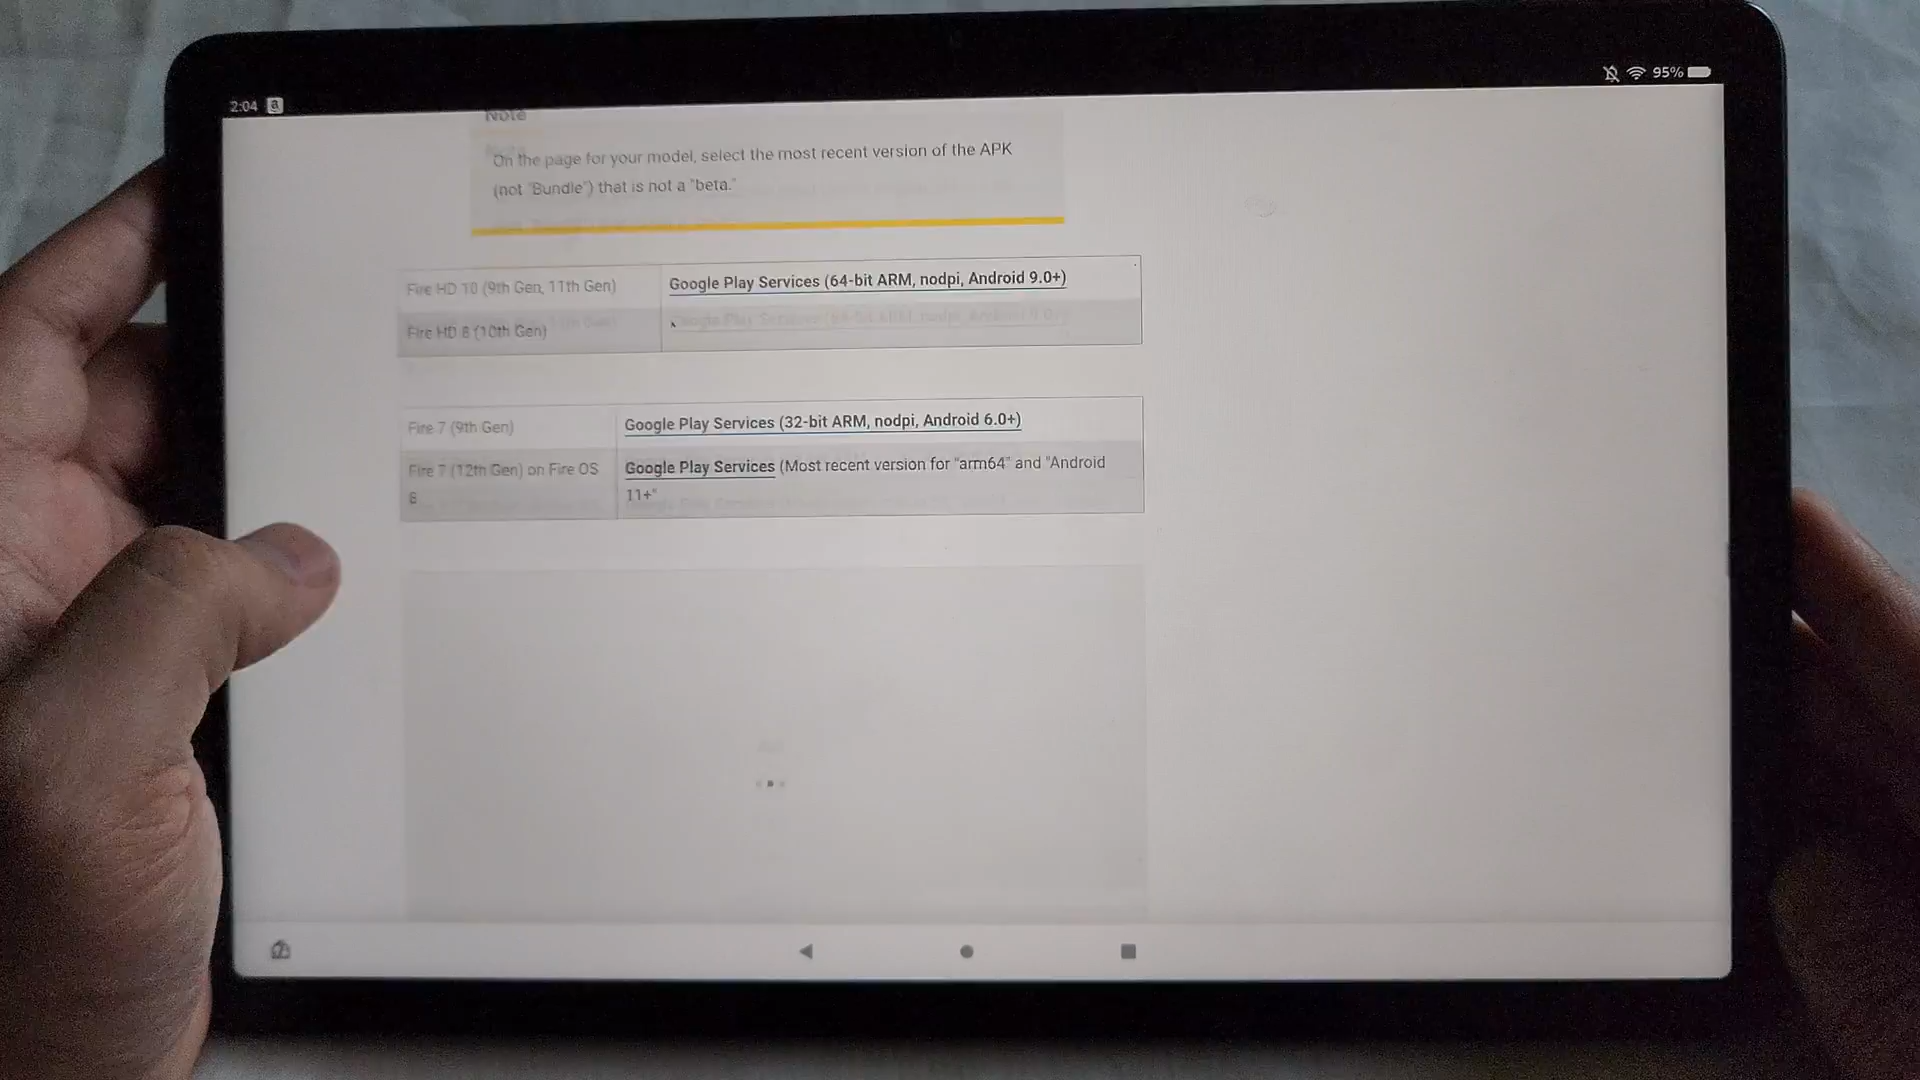 2:04 a
95%
Note
On the page for your model, select the most recent version of the APK
(not "Bundle") that is not a "beta."
Fire HD 10 (9th Gen, 11th Gen)
Google Play Services (64-bit ARM, nodpi, Android 9.0+)
Fire HD 8 (10th Gen)
Fire 7 (9th Gen)
Google Play Services (32-bit ARM, nodpi, Android 6.0+)
Fire 7 (12th Gen) on Fire OS
8
Google Play Services (Most recent version for "arm64" and "Android
11+"